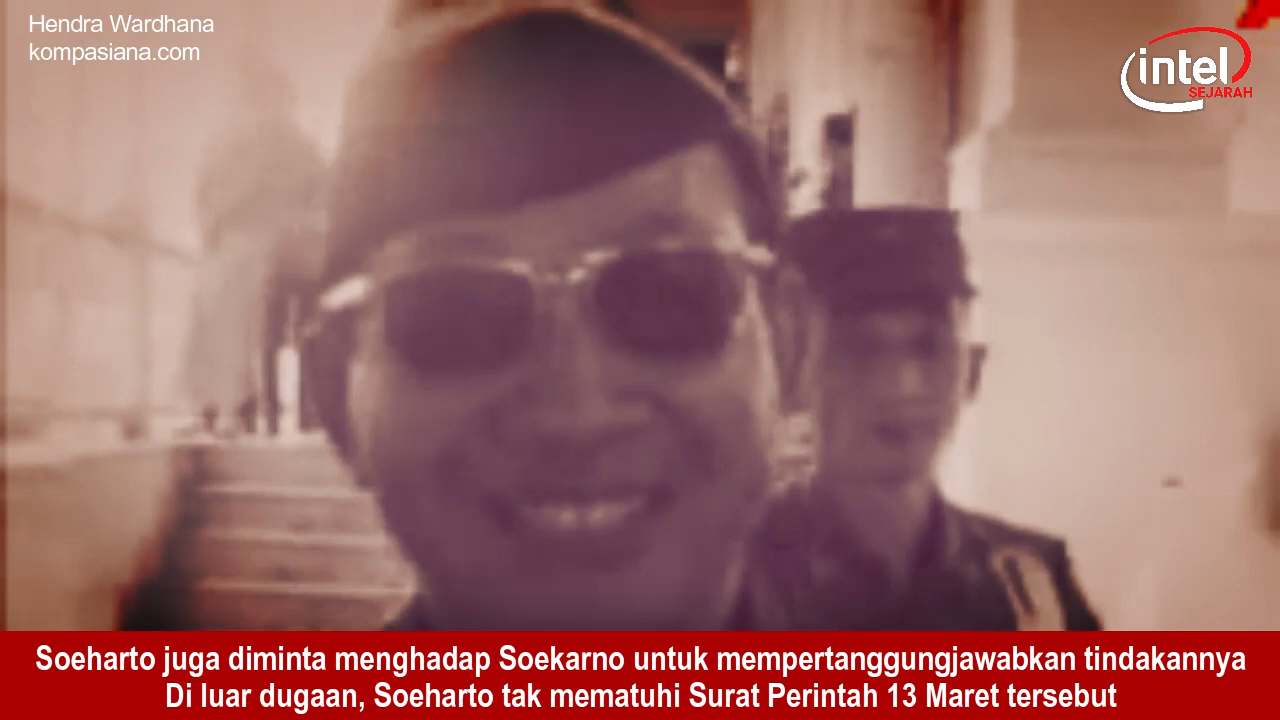 Hendra Wardhana
kompasiana.com
intel
SEJARAH
Soeharto juga diminta menghadap Soekarno untuk mempertanggungjawabkan tindakannya
Di luar dugaan, Soeharto tak mematuhi Surat Perintah 13 Maret tersebut